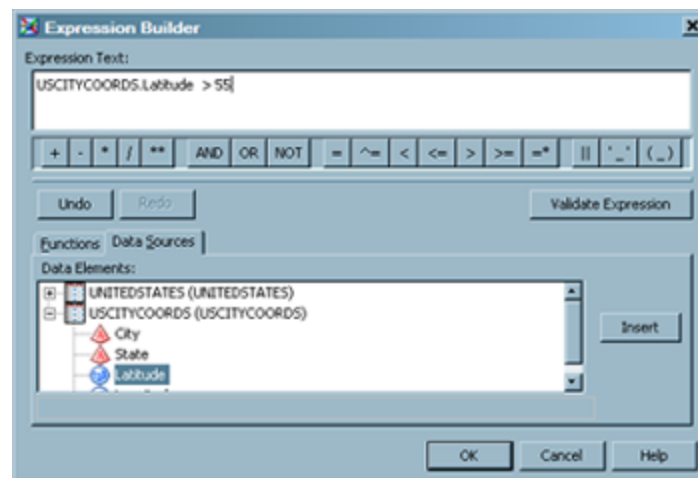 Expression Builder
Expression Text:
USCITYCOORDS.Latitude > 55
+ - * / ** AND OR NOT = ^= < <= > >= =* || '_' (_)
Undo Redo Validate Expression
Functions Data Sources
Data Elements:
UNITEDSTATES (UNITEDSTATES)
USCITYCOORDS (USCITYCOORDS)
City
Insert
State
Latitude
OK Cancel Help